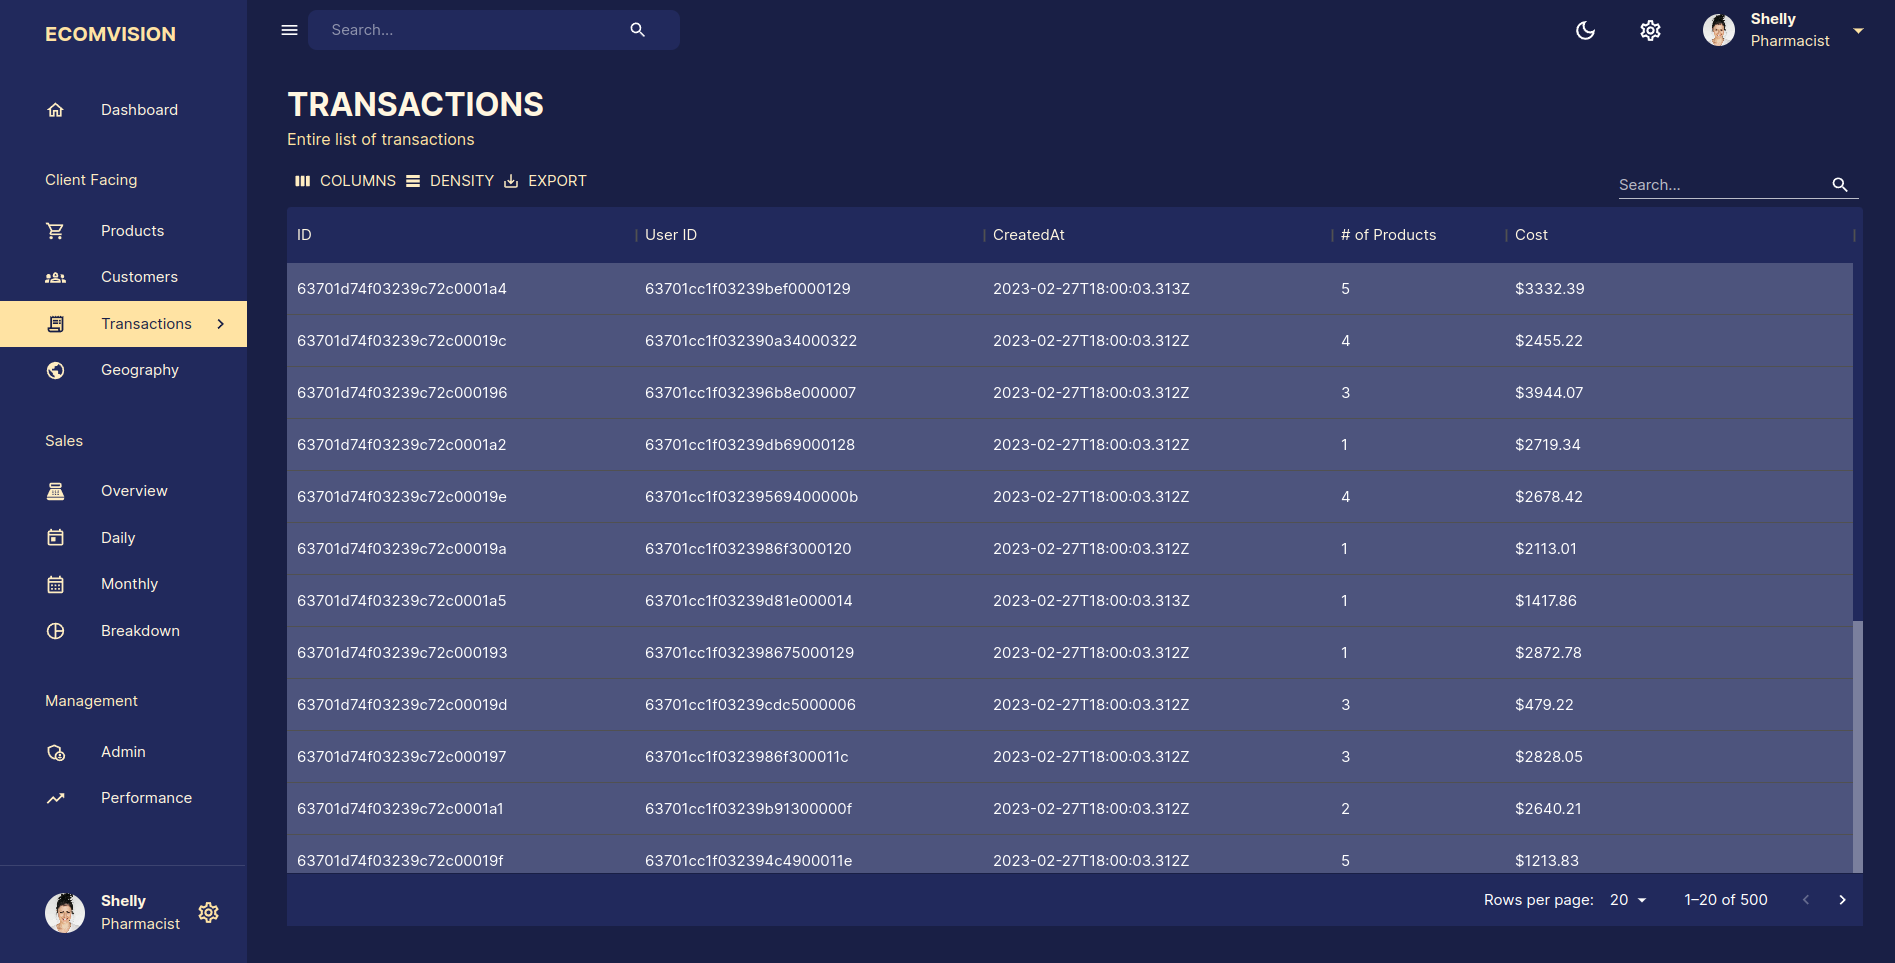 ECOMVISION
Dashboard
Client Facing
Products
Customers
Transactions
Geography
Sales
Overview
Daily
Monthly
Breakdown
Management
Admin
Performance
Shelly
Pharmacist
Search...
Shelly
Pharmacist
TRANSACTIONS
Entire list of transactions
COLUMNS DENSITY EXPORT
Search...
ID User ID CreatedAt # of Products Cost
63701d74f03239c72c0001a4 63701cc1f03239bef0000129 2023-02-27T18:00:03.313Z 5 $3332.39
63701d74f03239c72c00019c 63701cc1f032390a34000322 2023-02-27T18:00:03.312Z 4 $2455.22
63701d74f03239c72c000196 63701cc1f032396b8e000007 2023-02-27T18:00:03.312Z 3 $3944.07
63701d74f03239c72c0001a2 63701cc1f03239db69000128 2023-02-27T18:00:03.312Z 1 $2719.34
63701d74f03239c72c00019e 63701cc1f03239569400000b 2023-02-27T18:00:03.312Z 4 $2678.42
63701d74f03239c72c00019a 63701cc1f0323986f3000120 2023-02-27T18:00:03.312Z 1 $2113.01
63701d74f03239c72c0001a5 63701cc1f03239d81e000014 2023-02-27T18:00:03.313Z 1 $1417.86
63701d74f03239c72c000193 63701cc1f032398675000129 2023-02-27T18:00:03.312Z 1 $2872.78
63701d74f03239c72c00019d 63701cc1f03239cdc5000006 2023-02-27T18:00:03.312Z 3 $479.22
63701d74f03239c72c000197 63701cc1f0323986f300011c 2023-02-27T18:00:03.312Z 3 $2828.05
63701d74f03239c72c0001a1 63701cc1f03239b91300000f 2023-02-27T18:00:03.312Z 2 $2640.21
63701d74f03239c72c00019f 63701cc1f032394c4900011e 2023-02-27T18:00:03.312Z 5 $1213.83
Rows per page: 20 1–20 of 500